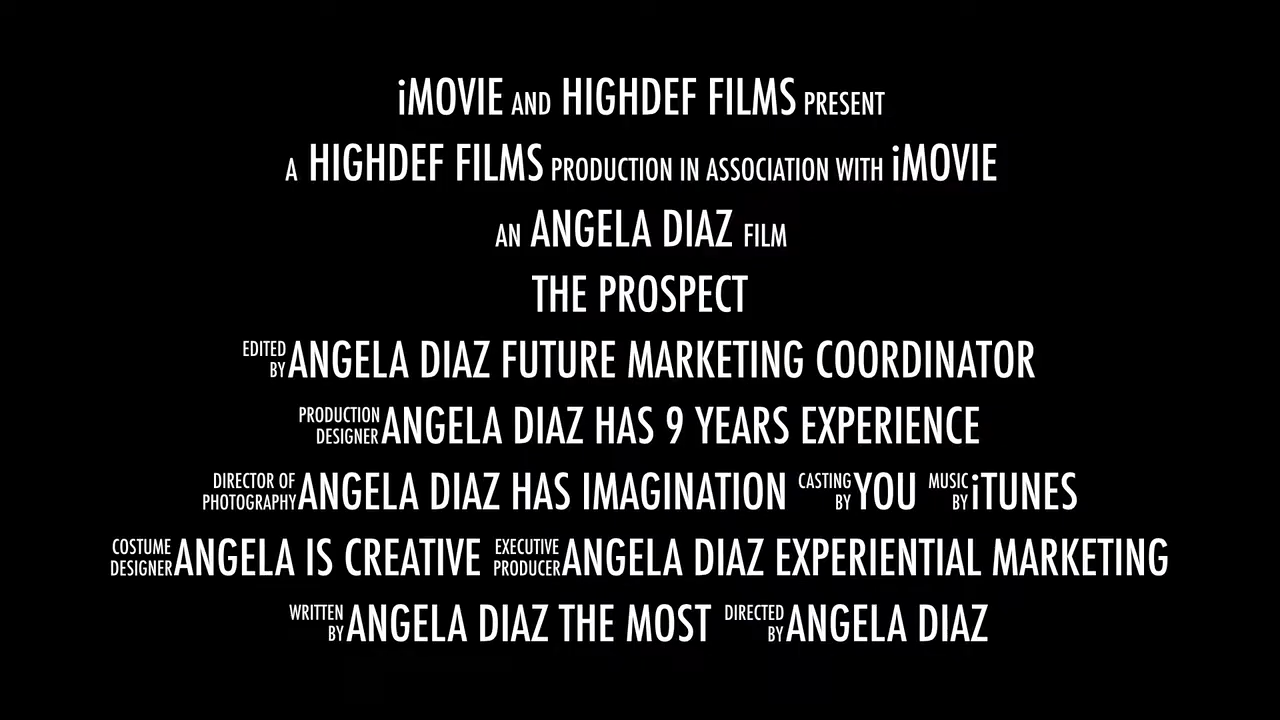 iMOVIE AND HIGHDEF FILMS PRESENT
A HIGHDEF FILMS PRODUCTION IN ASSOCIATION WITH iMOVIE
AN ANGELA DIAZ FILM
THE PROSPECT
EDITED BY ANGELA DIAZ FUTURE MARKETING COORDINATOR
PRODUCTION DESIGNER ANGELA DIAZ HAS 9 YEARS EXPERIENCE
DIRECTOR OF PHOTOGRAPHY ANGELA DIAZ HAS IMAGINATION CASTING BY YOU MUSIC BY iTUNES
COSTUME DESIGNER ANGELA IS CREATIVE EXECUTIVE PRODUCER ANGELA DIAZ EXPERIENTIAL MARKETING
WRITTEN BY ANGELA DIAZ THE MOST DIRECTED BY ANGELA DIAZ